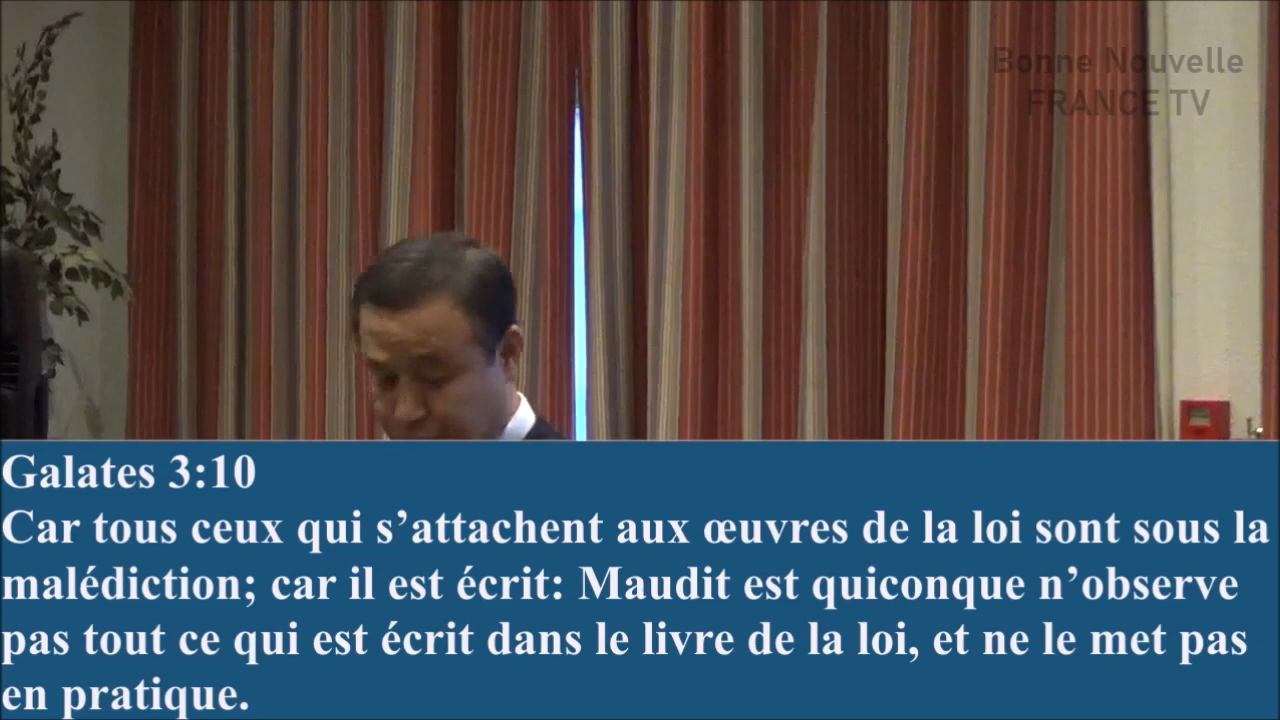 Bonne Nouvelle
FRANCE TV
Galates 3:10
Car tous ceux qui s’attachent aux œuvres de la loi sont sous la
malédiction; car il est écrit: Maudit est quiconque n’observe
pas tout ce qui est écrit dans le livre de la loi, et ne le met pas
en pratique.